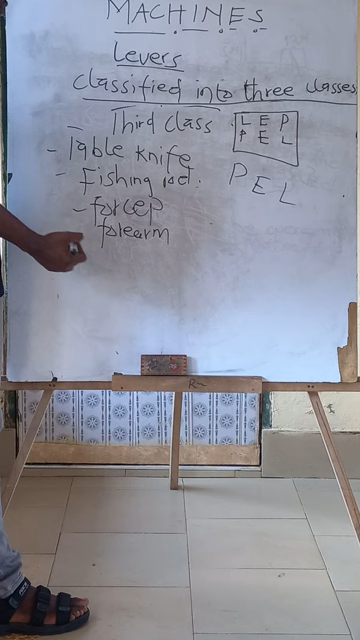 MACHINES
Levers
Classified into three classes
Third class
L E P
P E L
- Table knife
- Fishing rod.
P E L
- forcep
forearm